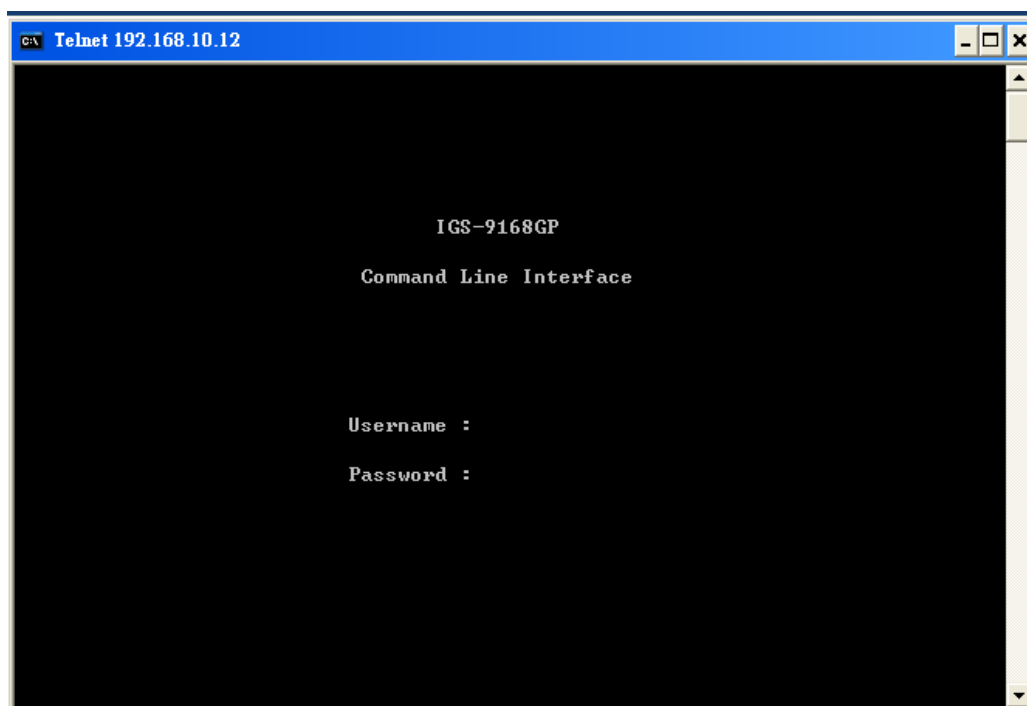 Telnet 192.168.10.12
IGS-9168GP
Command Line Interface
Username :
Password :